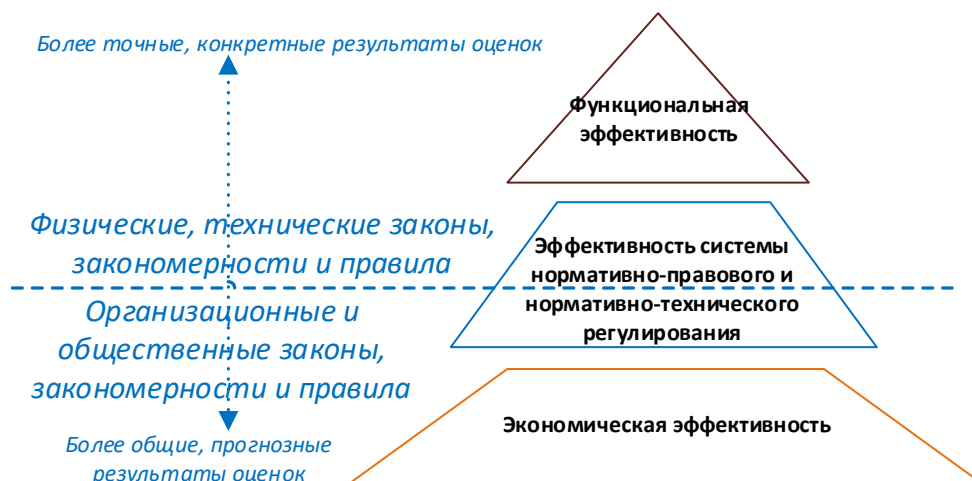 Более точные, конкретные результаты оценок
Функциональная
эффективность
Физические, технические законы,
закономерности и правила
Эффективность системы
нормативно-правового и
нормативно-технического
регулирования
Организационные и
общественные законы,
закономерности и правила
Экономическая эффективность
Более общие, прогнозные
результаты оценок